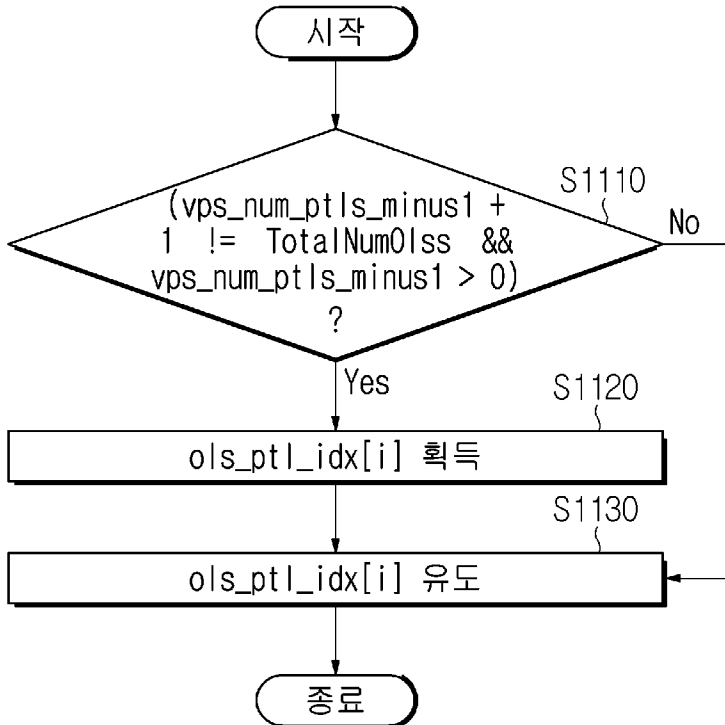 시작
S1110
(vps_num_ptls_minus1 +
1 != TotalNumOlss &&
vps_num_ptls_minus1 > 0)
?
No
Yes
S1120
ols_ptl_idx[i] 획득
S1130
ols_ptl_idx[i] 유도
종료